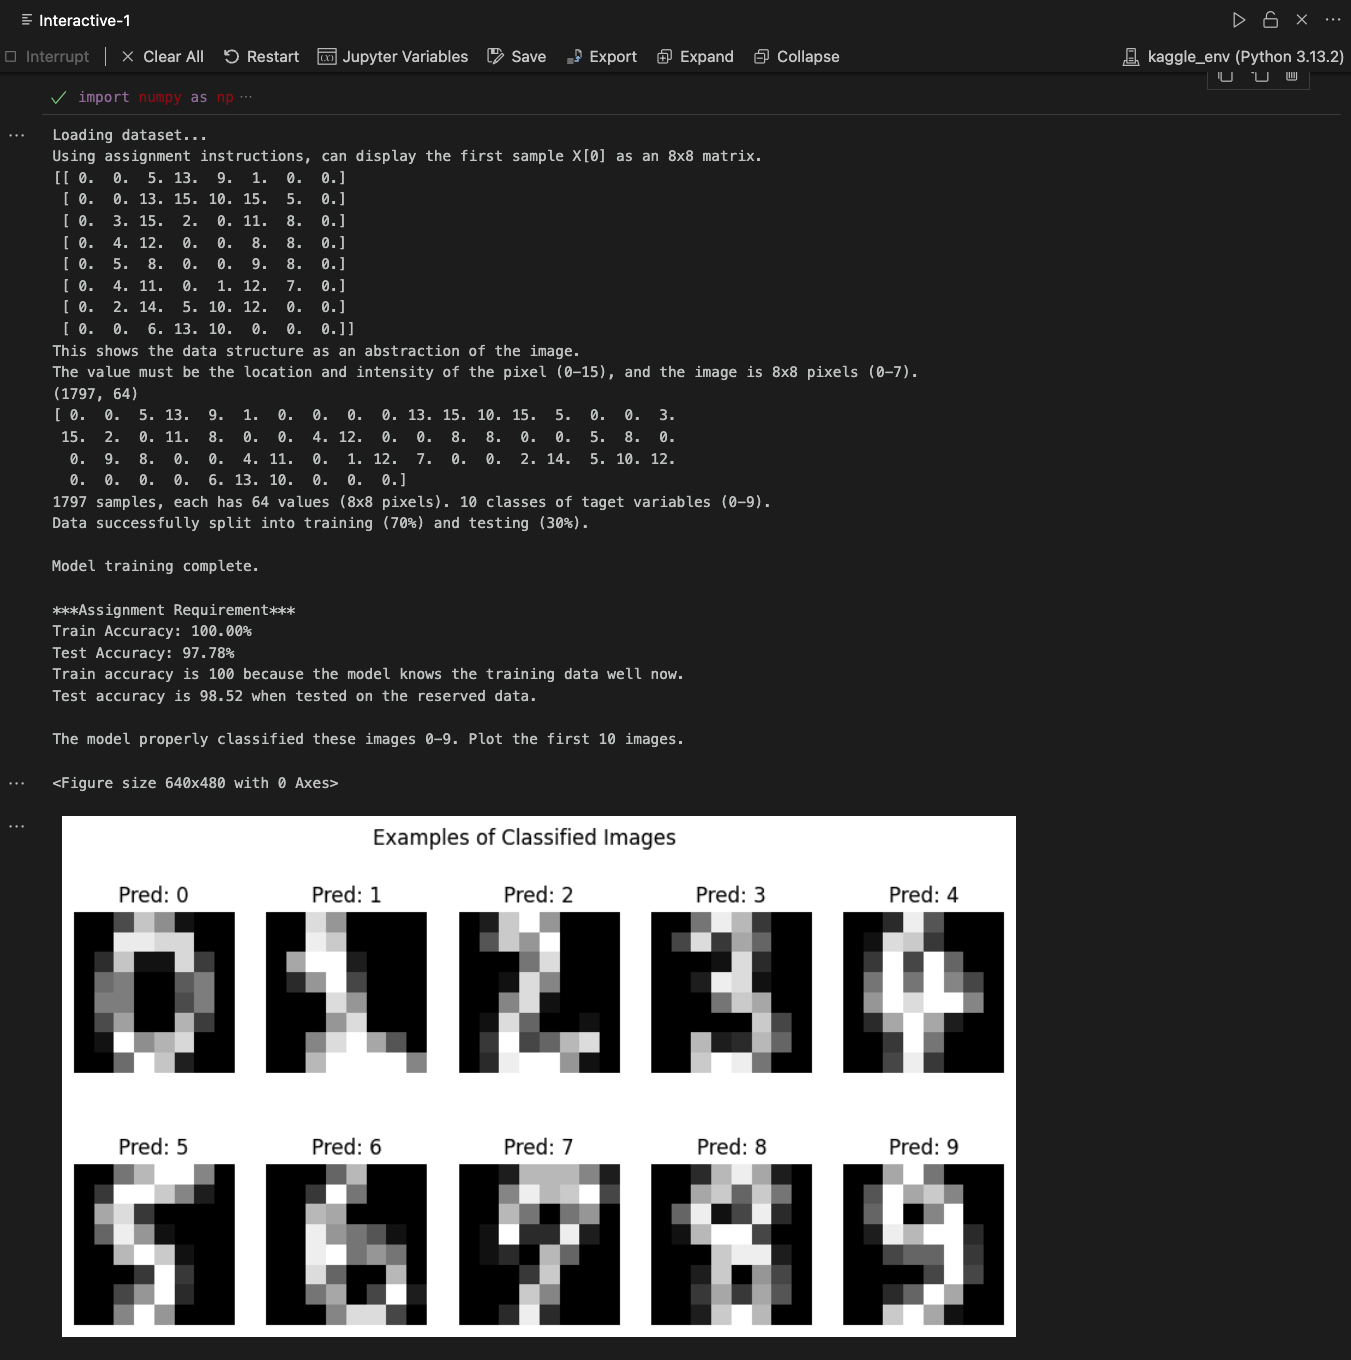 Interactive-1
Interrupt | Clear All Restart Jupyter Variables Save Export Expand Collapse kaggle_env (Python 3.13.2)
import numpy as np ...
Loading dataset...
Using assignment instructions, can display the first sample X[0] as an 8x8 matrix.
[[ 0.  0.  5. 13.  9.  1.  0.  0.]
 [ 0.  0. 13. 15. 10. 15.  5.  0.]
 [ 0.  3. 15.  2.  0. 11.  8.  0.]
 [ 0.  4. 12.  0.  0.  8.  8.  0.]
 [ 0.  5.  8.  0.  0.  9.  8.  0.]
 [ 0.  4. 11.  0.  1. 12.  7.  0.]
 [ 0.  2. 14.  5. 10. 12.  0.  0.]
 [ 0.  0.  6. 13. 10.  0.  0.  0.]]
This shows the data structure as an abstraction of the image.
The value must be the location and intensity of the pixel (0-15), and the image is 8x8 pixels (0-7).
(1797, 64)
[ 0.  0.  5. 13.  9.  1.  0.  0.  0.  0. 13. 15. 10. 15.  5.  0.  0.  3.
 15.  2.  0. 11.  8.  0.  0.  4. 12.  0.  0.  8.  8.  0.  0.  5.  8.  0.
  0.  9.  8.  0.  0.  4. 11.  0.  1. 12.  7.  0.  0.  2. 14.  5. 10. 12.
  0.  0.  0.  0.  6. 13. 10.  0.  0.  0.]
1797 samples, each has 64 values (8x8 pixels). 10 classes of taget variables (0-9).
Data successfully split into training (70%) and testing (30%).
Model training complete.
***Assignment Requirement***
Train Accuracy: 100.00%
Test Accuracy: 97.78%
Train accuracy is 100 because the model knows the training data well now.
Test accuracy is 98.52 when tested on the reserved data.
The model properly classified these images 0-9. Plot the first 10 images.
<Figure size 640x480 with 0 Axes>
Examples of Classified Images
Pred: 0 Pred: 1 Pred: 2 Pred: 3 Pred: 4
Pred: 5 Pred: 6 Pred: 7 Pred: 8 Pred: 9